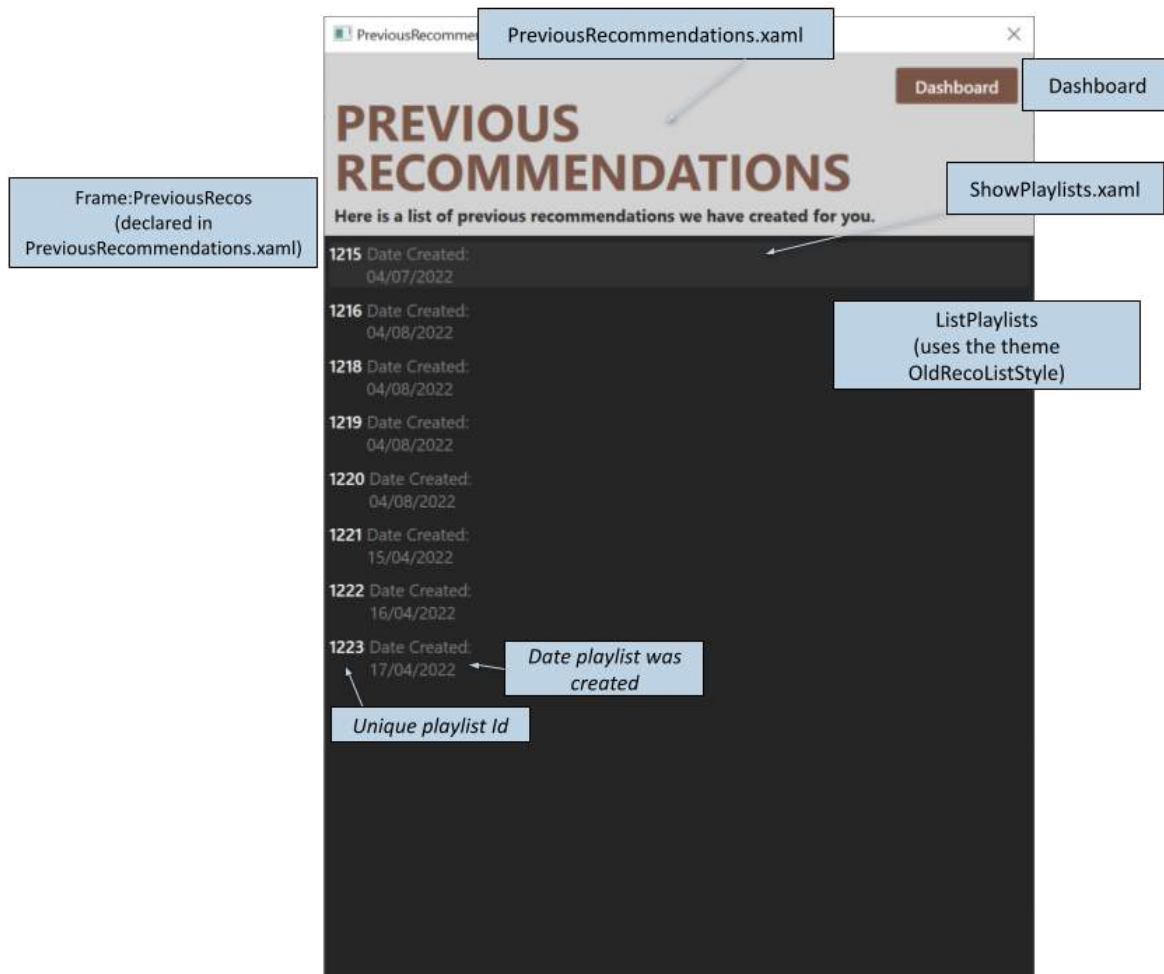 PreviousRecomme
PreviousRecommendations.xaml
Dashboard
Dashboard
PREVIOUS
RECOMMENDATIONS
Here is a list of previous recommendations we have created for you.
ShowPlaylists.xaml
Frame:PreviousRecos
(declared in
PreviousRecommendations.xaml)
1215 Date Created:
04/07/2022
1216 Date Created:
04/08/2022
ListPlaylists
(uses the theme
OldRecoListStyle)
1218 Date Created:
04/08/2022
1219 Date Created:
04/08/2022
1220 Date Created:
04/08/2022
1221 Date Created:
15/04/2022
1222 Date Created:
16/04/2022
1223 Date Created:
17/04/2022
Date playlist was
created
Unique playlist Id